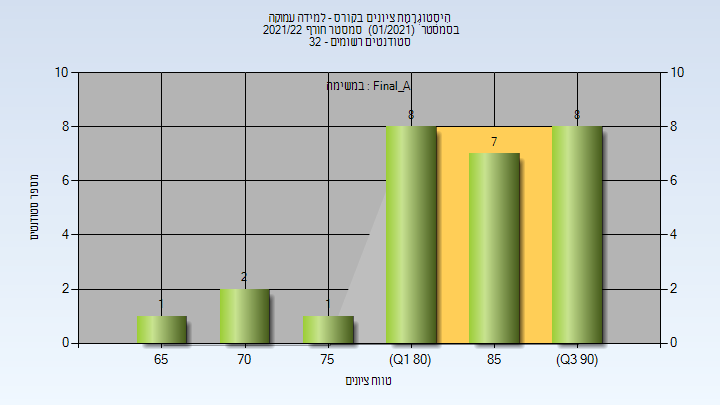 היסטוגרמת ציונים בקורס - למידה עמוקה
בסמסטר (01/2021) סמסטר חורף 2021/22
סטודנטים רשומים - 32
במשימה : Final_A
10 10
8 8
6 6
4 4
2 2
0 0
1 2 1 8 7 8
מספר סטודנטים
65 70 75 (Q1 80) 85 (Q3 90)
טווח ציונים